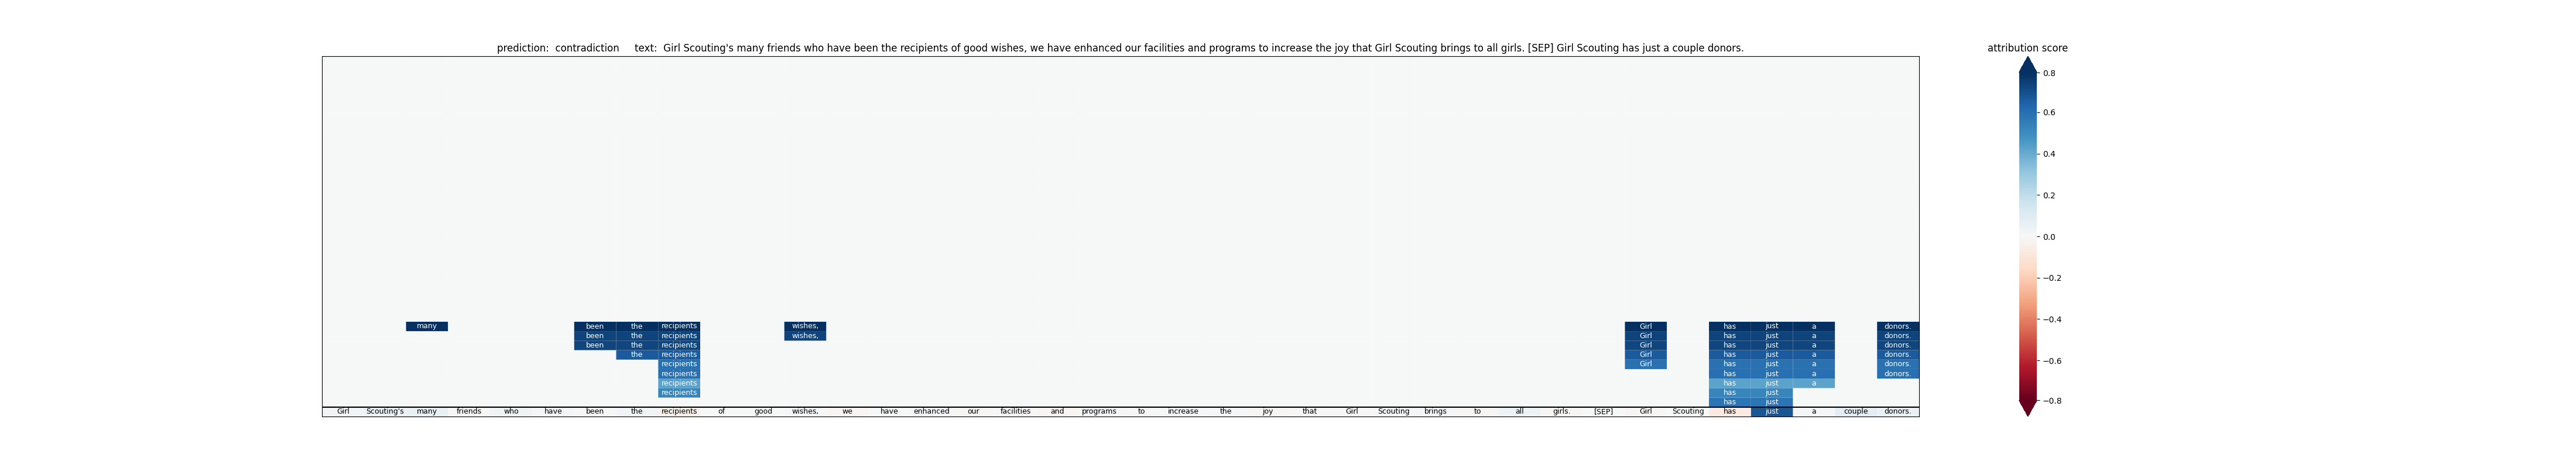 prediction:  contradiction     text:  Girl Scouting's many friends who have been the recipients of good wishes, we have enhanced our facilities and programs to increase the joy that Girl Scouting brings to all girls. [SEP] Girl Scouting has just a couple donors.
attribution score
many been the recipients wishes, Girl has just a donors.
been the recipients wishes, Girl has just a donors.
been the recipients Girl has just a donors.
the recipients Girl has just a donors.
recipients Girl has just a donors.
recipients has just a donors.
recipients has just a
recipients has just
has just
Girl Scouting's many friends who have been the recipients of good wishes, we have enhanced our facilities and programs to increase the joy that Girl Scouting brings to all girls. [SEP] Girl Scouting has just a couple donors.
0.8
0.6
0.4
0.2
0.0
−0.2
−0.4
−0.6
−0.8